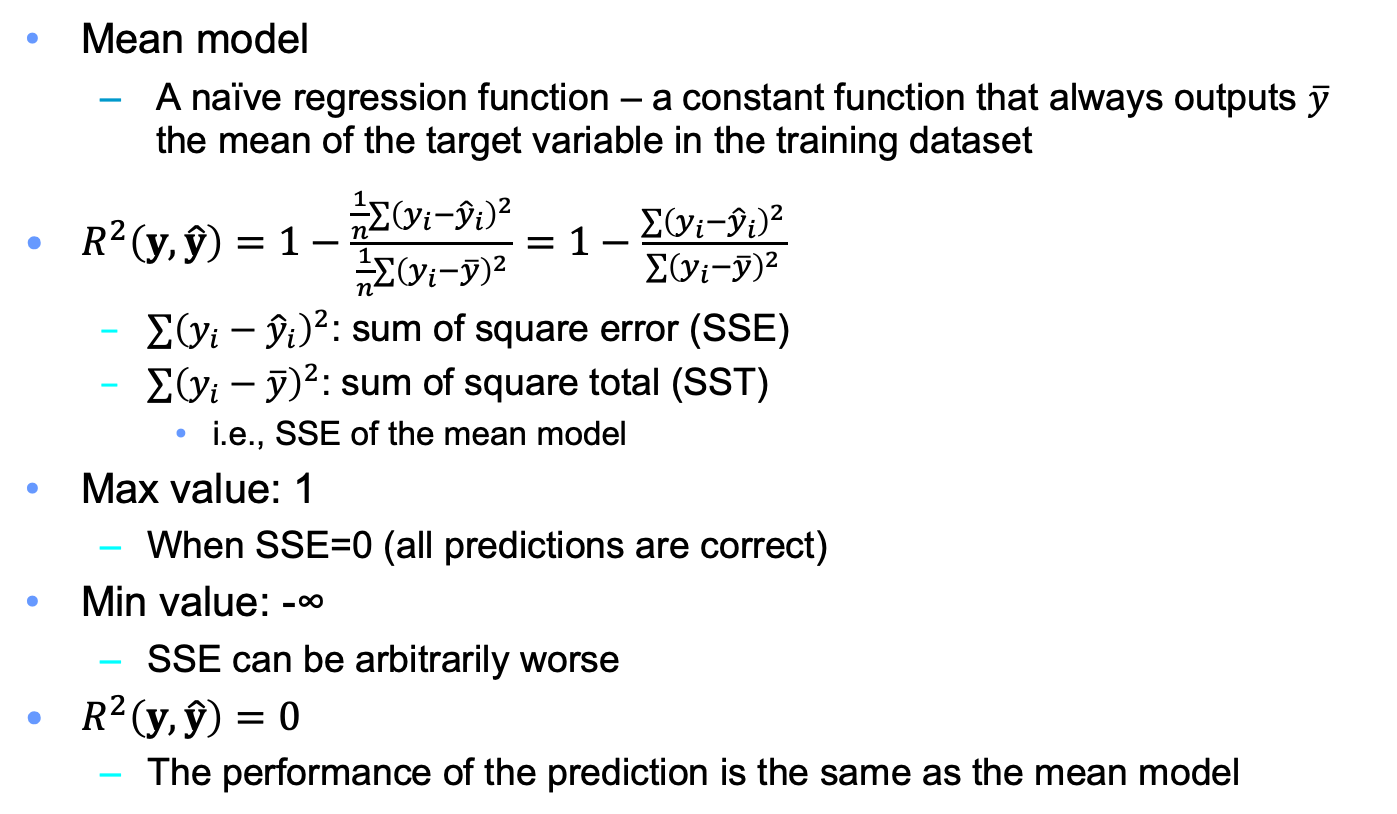 • Mean model
– A naïve regression function – a constant function that always outputs ȳ
the mean of the target variable in the training dataset
• R²(𝐲, 𝐲̂) = 1 − (1/n Σ(yᵢ−ŷᵢ)²)/(1/n Σ(yᵢ−ȳ)²) = 1 − (Σ(yᵢ−ŷᵢ)²)/(Σ(yᵢ−ȳ)²)
– Σ(yᵢ − ŷᵢ)²: sum of square error (SSE)
– Σ(yᵢ − ȳ)²: sum of square total (SST)
• i.e., SSE of the mean model
• Max value: 1
– When SSE=0 (all predictions are correct)
• Min value: -∞
– SSE can be arbitrarily worse
• R²(𝐲, 𝐲̂) = 0
– The performance of the prediction is the same as the mean model